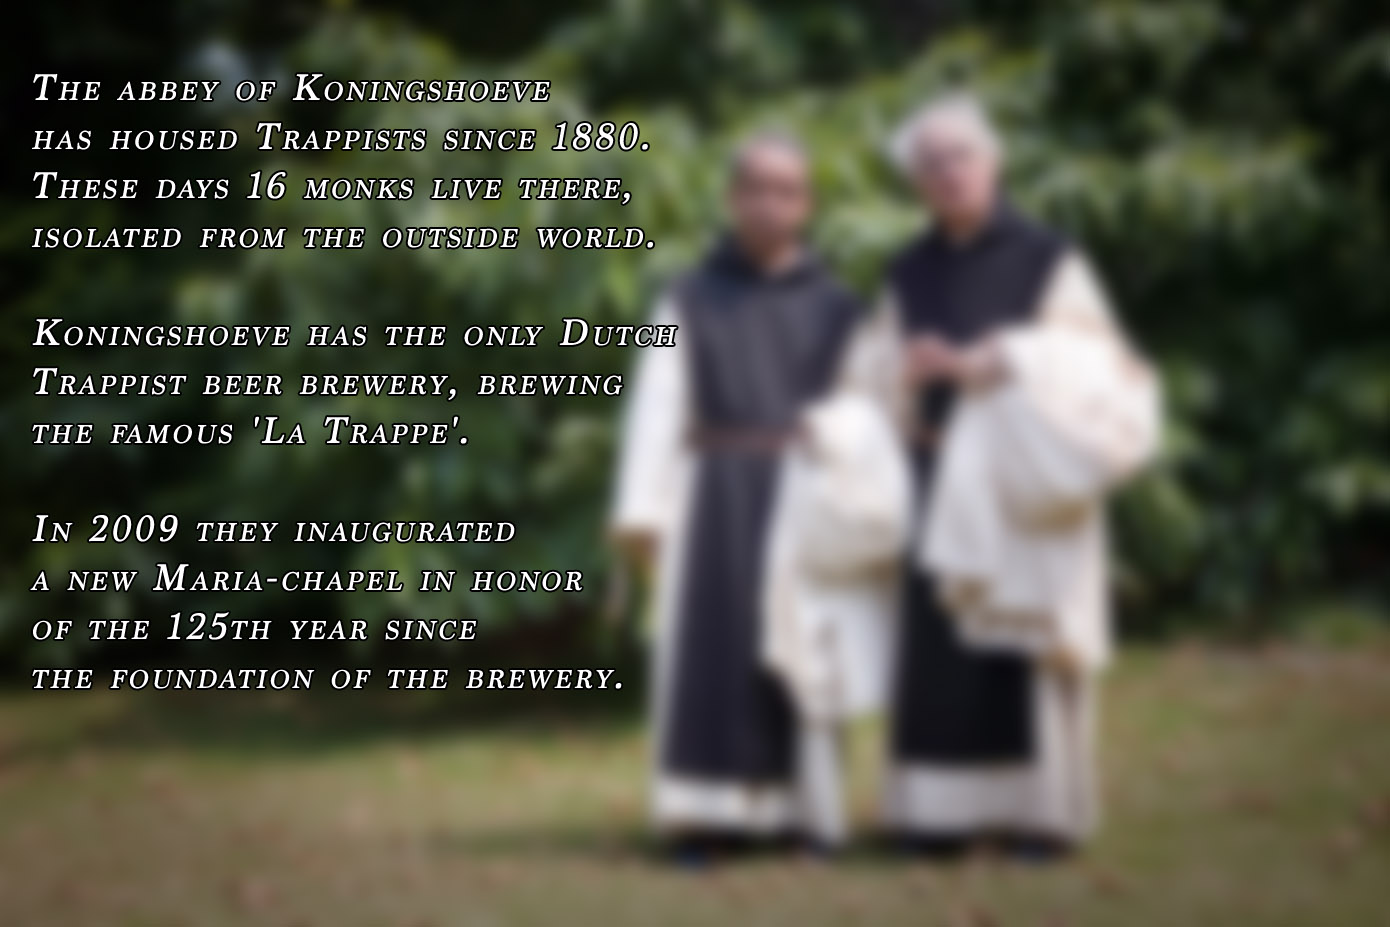 The abbey of Koningshoeve
has housed Trappists since 1880.
These days 16 monks live there,
isolated from the outside world.
Koningshoeve has the only Dutch
Trappist beer brewery, brewing
the famous 'La Trappe'.
In 2009 they inaugurated
a new Maria-chapel in honor
of the 125th year since
the foundation of the brewery.